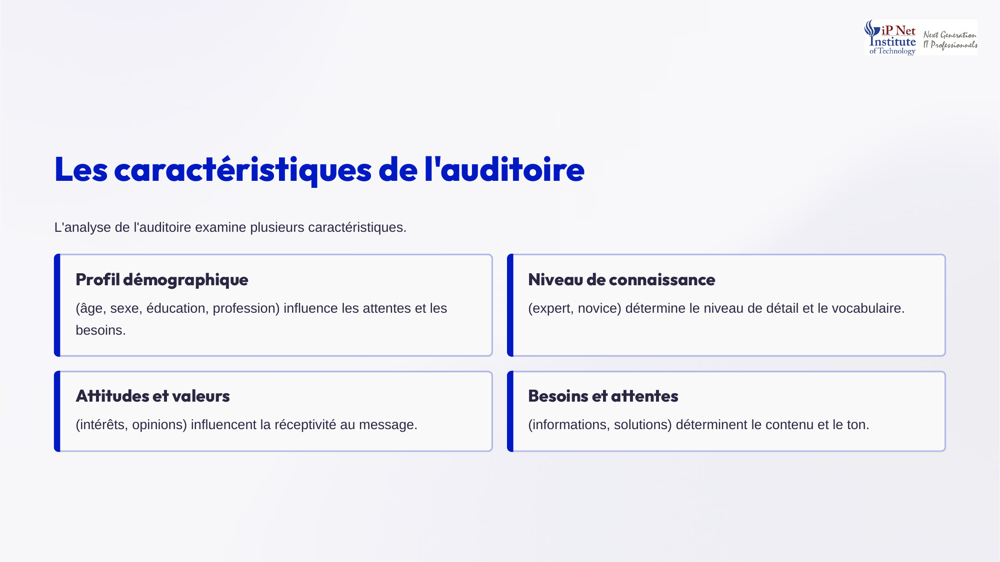 iP Net
Institute
of Technology
Next Generation
IT Professionnels
Les caractéristiques de l'auditoire
L'analyse de l'auditoire examine plusieurs caractéristiques.
Profil démographique
(âge, sexe, éducation, profession) influence les attentes et les
besoins.
Niveau de connaissance
(expert, novice) détermine le niveau de détail et le vocabulaire.
Attitudes et valeurs
(intérêts, opinions) influencent la réceptivité au message.
Besoins et attentes
(informations, solutions) déterminent le contenu et le ton.